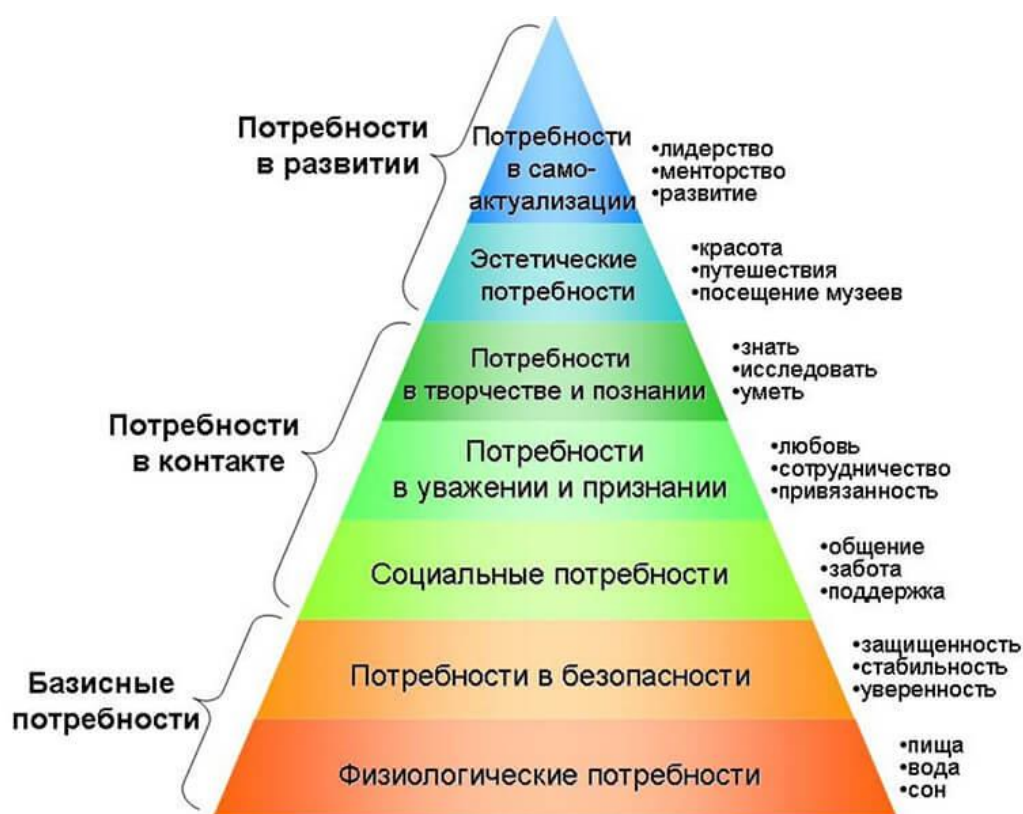 Потребности
в развитии
Потребности
в само-
актуализации
•лидерство
•менторство
•развитие
Эстетические
потребности
•красота
•путешествия
•посещение музеев
Потребности
в контакте
Потребности
в творчестве и познании
•знать
•исследовать
•уметь
Потребности
в уважении и признании
•любовь
•сотрудничество
•привязанность
Социальные потребности
•общение
•забота
•поддержка
Базисные
потребности
Потребности в безопасности
•защищенность
•стабильность
•уверенность
Физиологические потребности
•пища
•вода
•сон